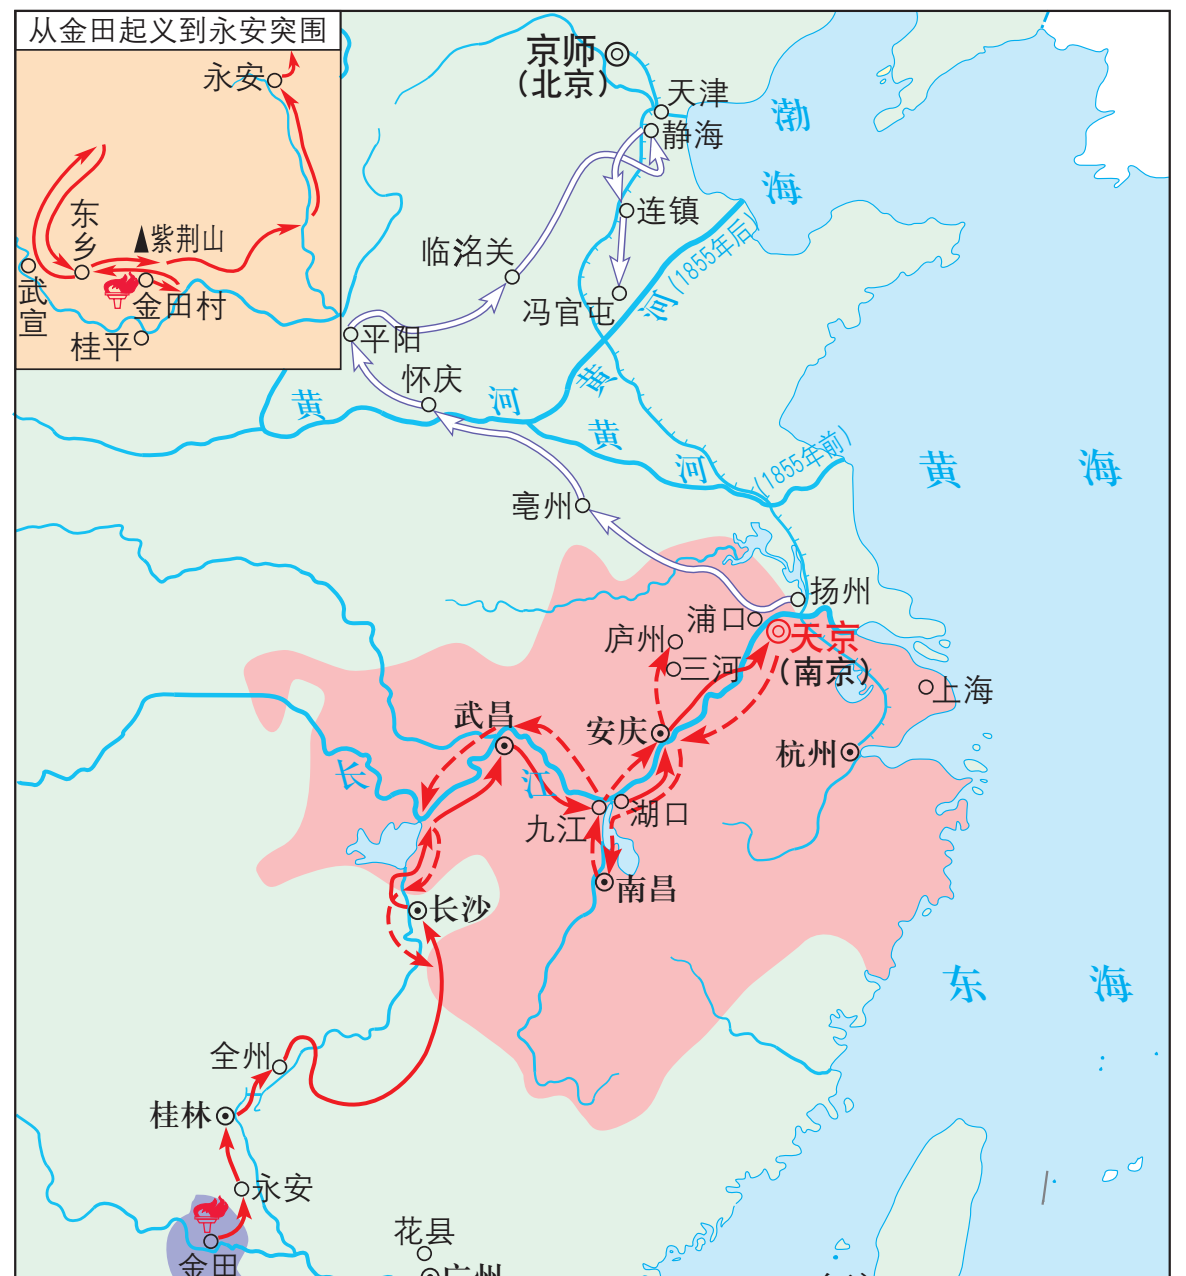 从金田起义到永安突围
永安
东乡
紫荆山
武宣
金田村
桂平
京师
(北京)
天津
静海
渤海
连镇
临洺关
冯官屯
(1855年后)
黄河
平阳
怀庆
黄河
黄河
(1855年前)
黄海
亳州
扬州
浦口
庐州
天京
(南京)
三河
上海
武昌
安庆
杭州
长江
九江
湖口
南昌
长沙
东海
全州
桂林
永安
金田
花县
广州